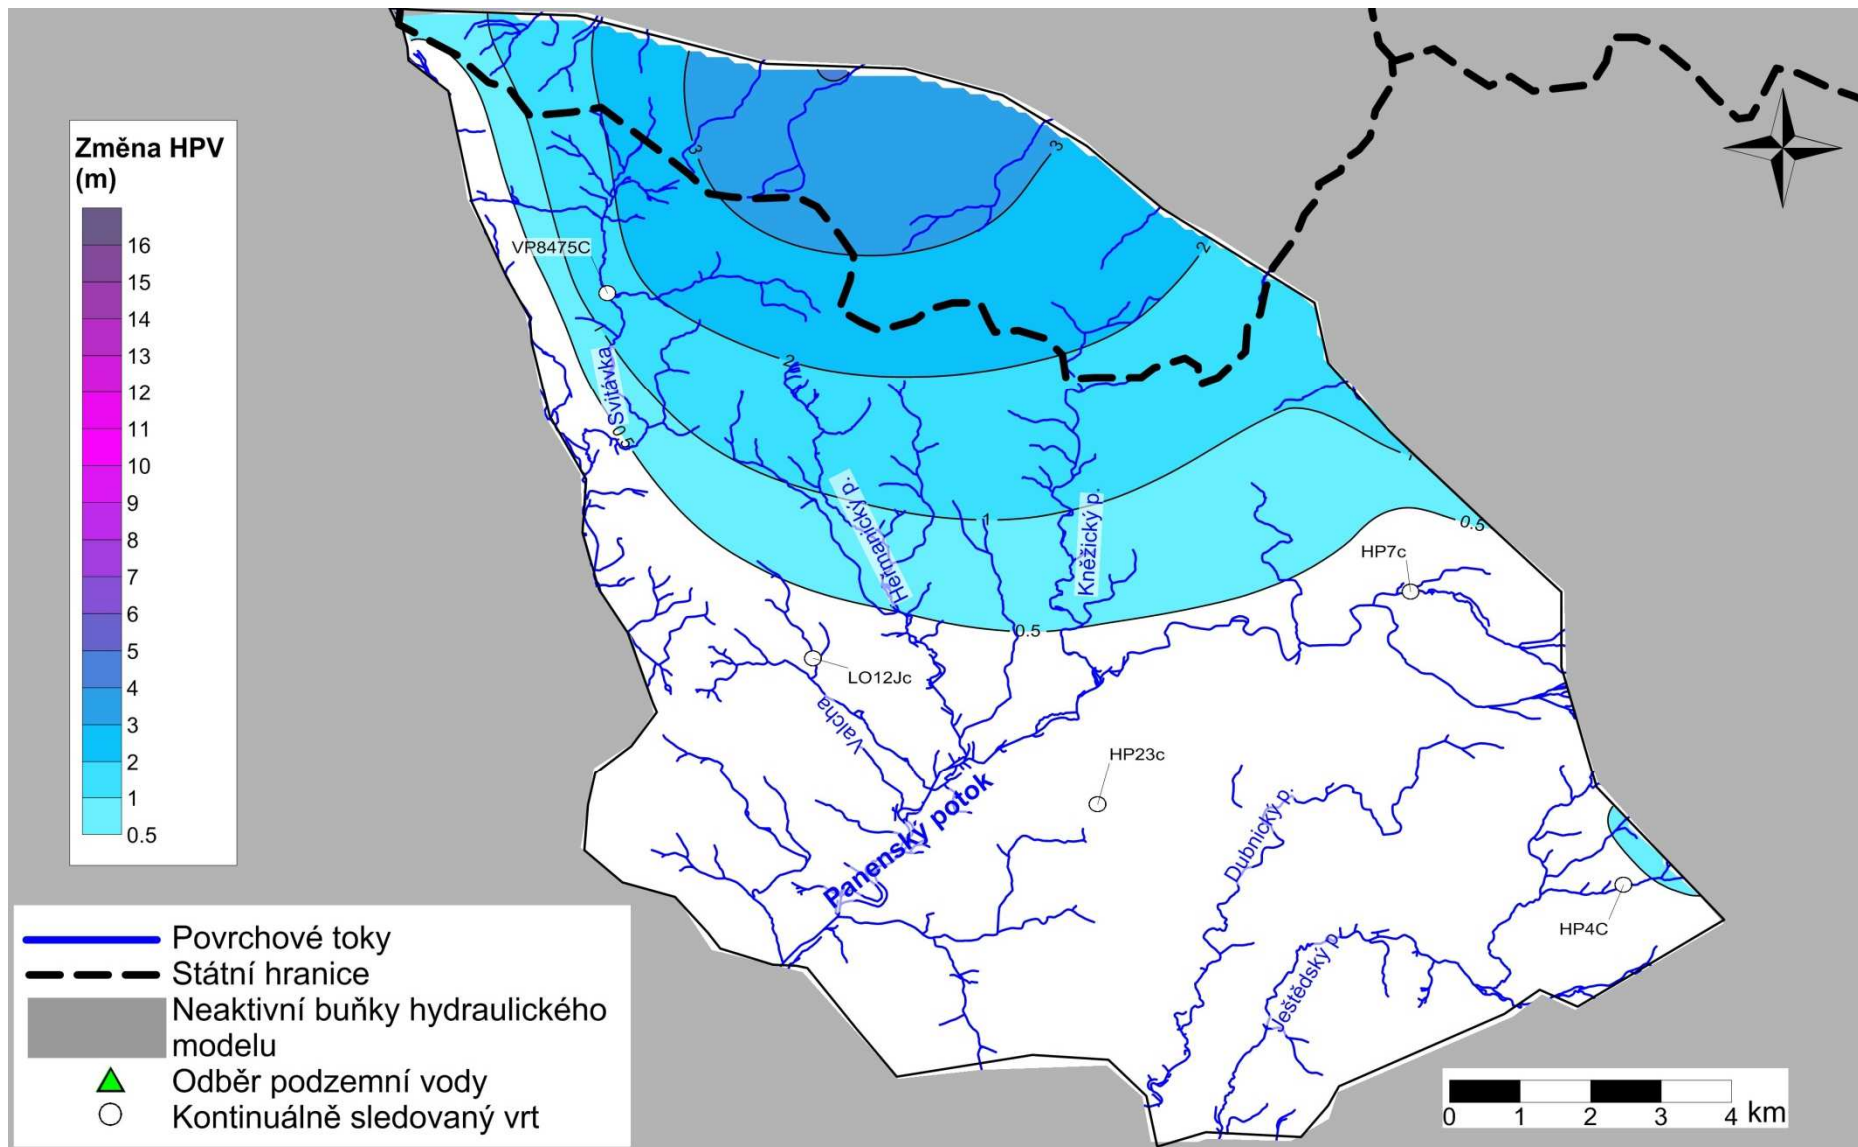 Změna HPV
(m)
16
15
14
13
12
11
10
9
8
7
6
5
4
3
2
1
0.5
3
3
2
VP8475C
2
1
Svitávka
0.5
1
0.5
Heřmanický p.
1
Kněžický p.
HP7c
0.5
LO12Jc
Valcha
HP23c
Panenský potok
Dubnický p.
HP4C
Ještědský p.
Povrchové toky
Státní hranice
Neaktivní buňky hydraulického
modelu
Odběr podzemní vody
Kontinuálně sledovaný vrt
0 1 2 3 4 km